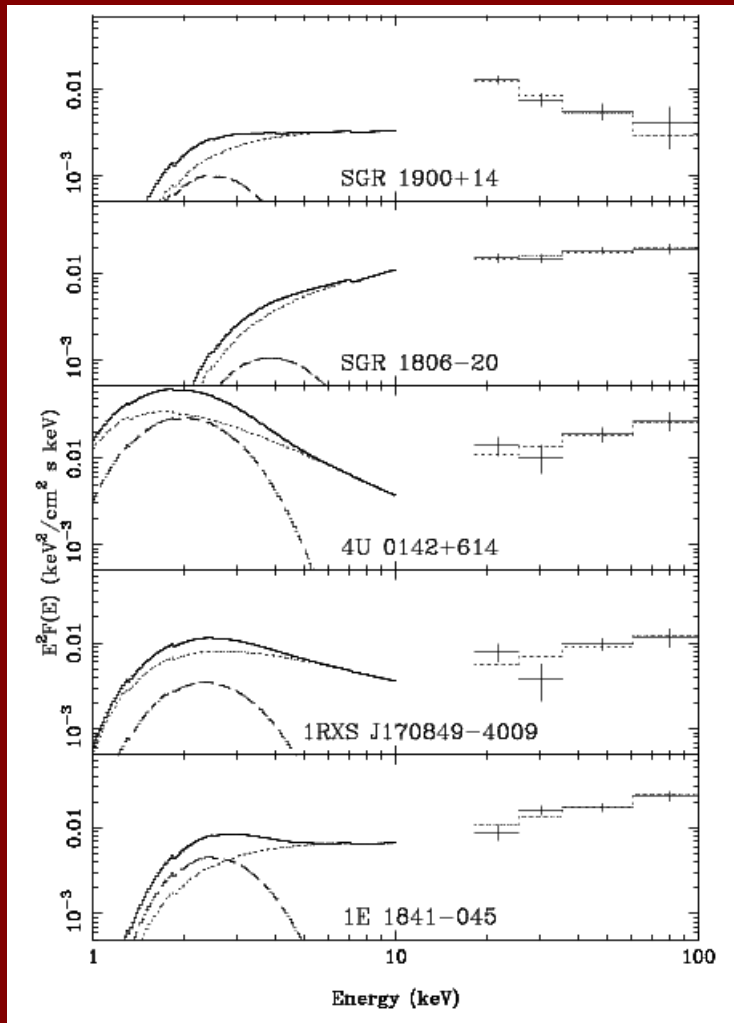 0.01
10⁻³
SGR 1900+14
0.01
10⁻³
SGR 1806−20
0.01
10⁻³
4U 0142+614
0.01
10⁻³
1RXS J170849−4009
0.01
10⁻³
1E 1841−045
E²F(E) (keV²/cm² s keV)
1 10 100
Energy (keV)